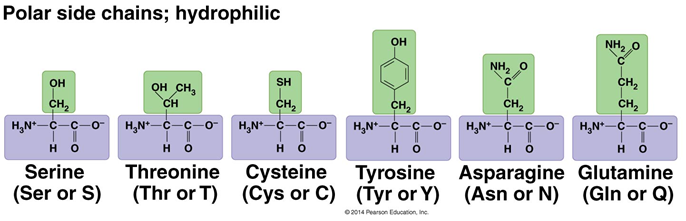 Polar side chains; hydrophilic
OH
CH₂
H₃N⁺ C C O⁻
H O
Serine
(Ser or S)
OH CH₃
CH
H₃N⁺ C C O⁻
H O
Threonine
(Thr or T)
SH
CH₂
H₃N⁺ C C O⁻
H O
Cysteine
(Cys or C)
OH
CH₂
H₃N⁺ C C O⁻
H O
Tyrosine
(Tyr or Y)
NH₂ O
C
CH₂
H₃N⁺ C C O⁻
H O
Asparagine
(Asn or N)
NH₂ O
C
CH₂
CH₂
H₃N⁺ C C O⁻
H O
Glutamine
(Gln or Q)
© 2014 Pearson Education, Inc.